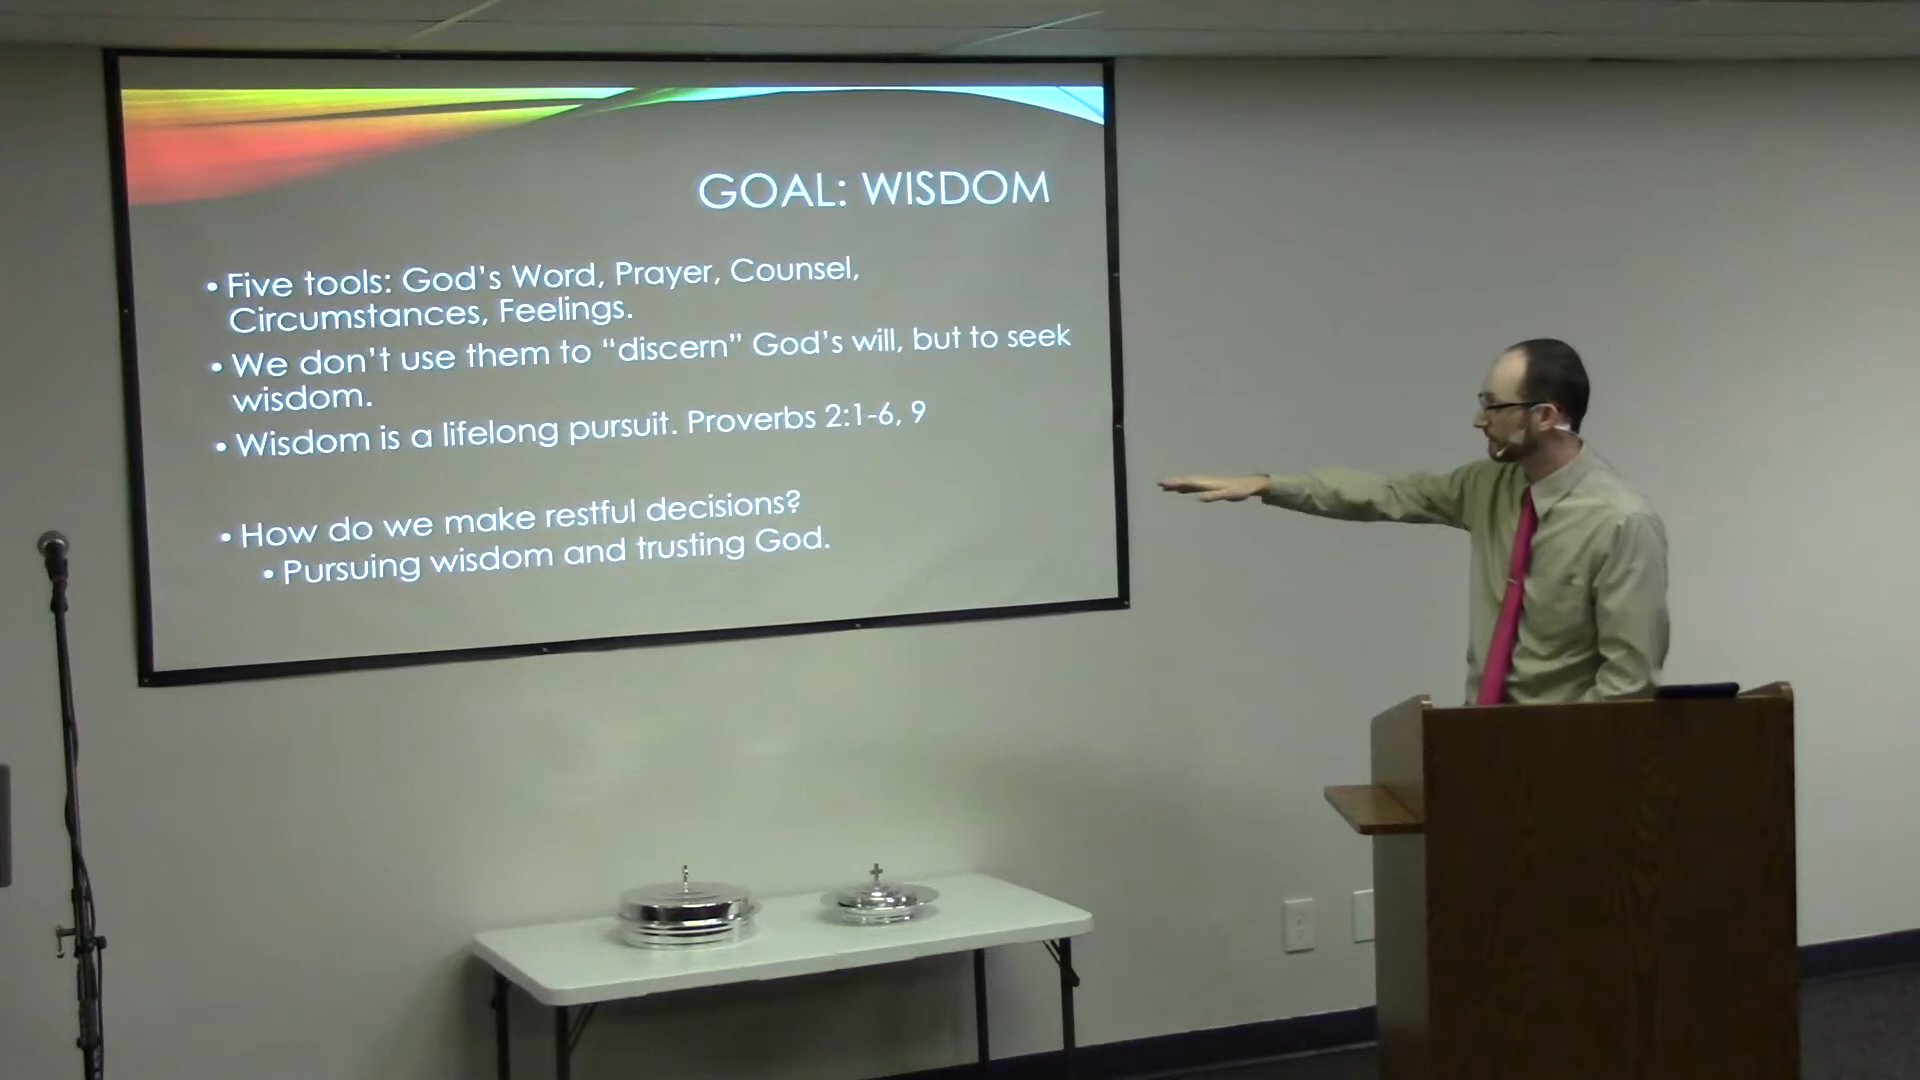 GOAL: WISDOM
• Five tools: God's Word, Prayer, Counsel,
Circumstances, Feelings.
• We don't use them to “discern” God's will, but to seek
wisdom.
• Wisdom is a lifelong pursuit. Proverbs 2:1-6, 9
• How do we make restful decisions?
• Pursuing wisdom and trusting God.